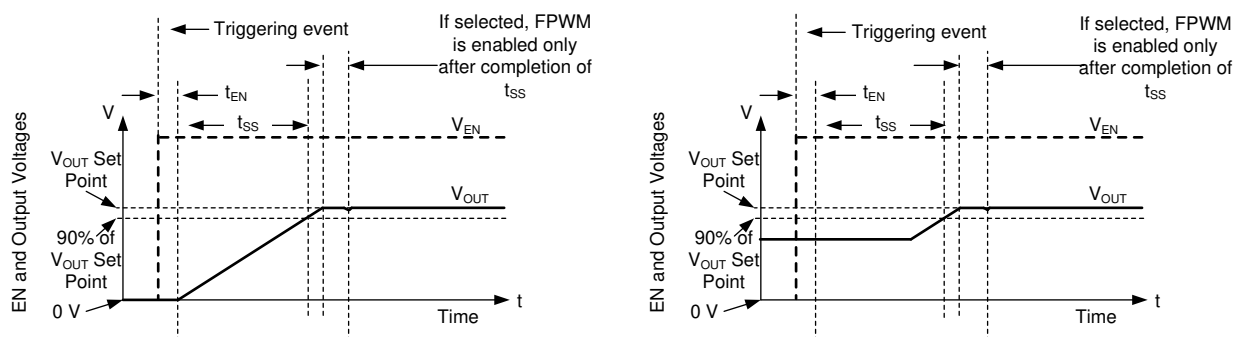 Triggering event
If selected, FPWM
is enabled only
after completion of
tSS
tEN
V
tSS
VEN
VOUT Set
Point
VOUT
90% of
VOUT Set
Point
0 V
t
Time
EN and Output Voltages
Triggering event
If selected, FPWM
is enabled only
after completion of
tSS
tEN
V
tSS
VEN
VOUT Set
Point
VOUT
90% of
VOUT Set
Point
0 V
t
Time
EN and Output Voltages